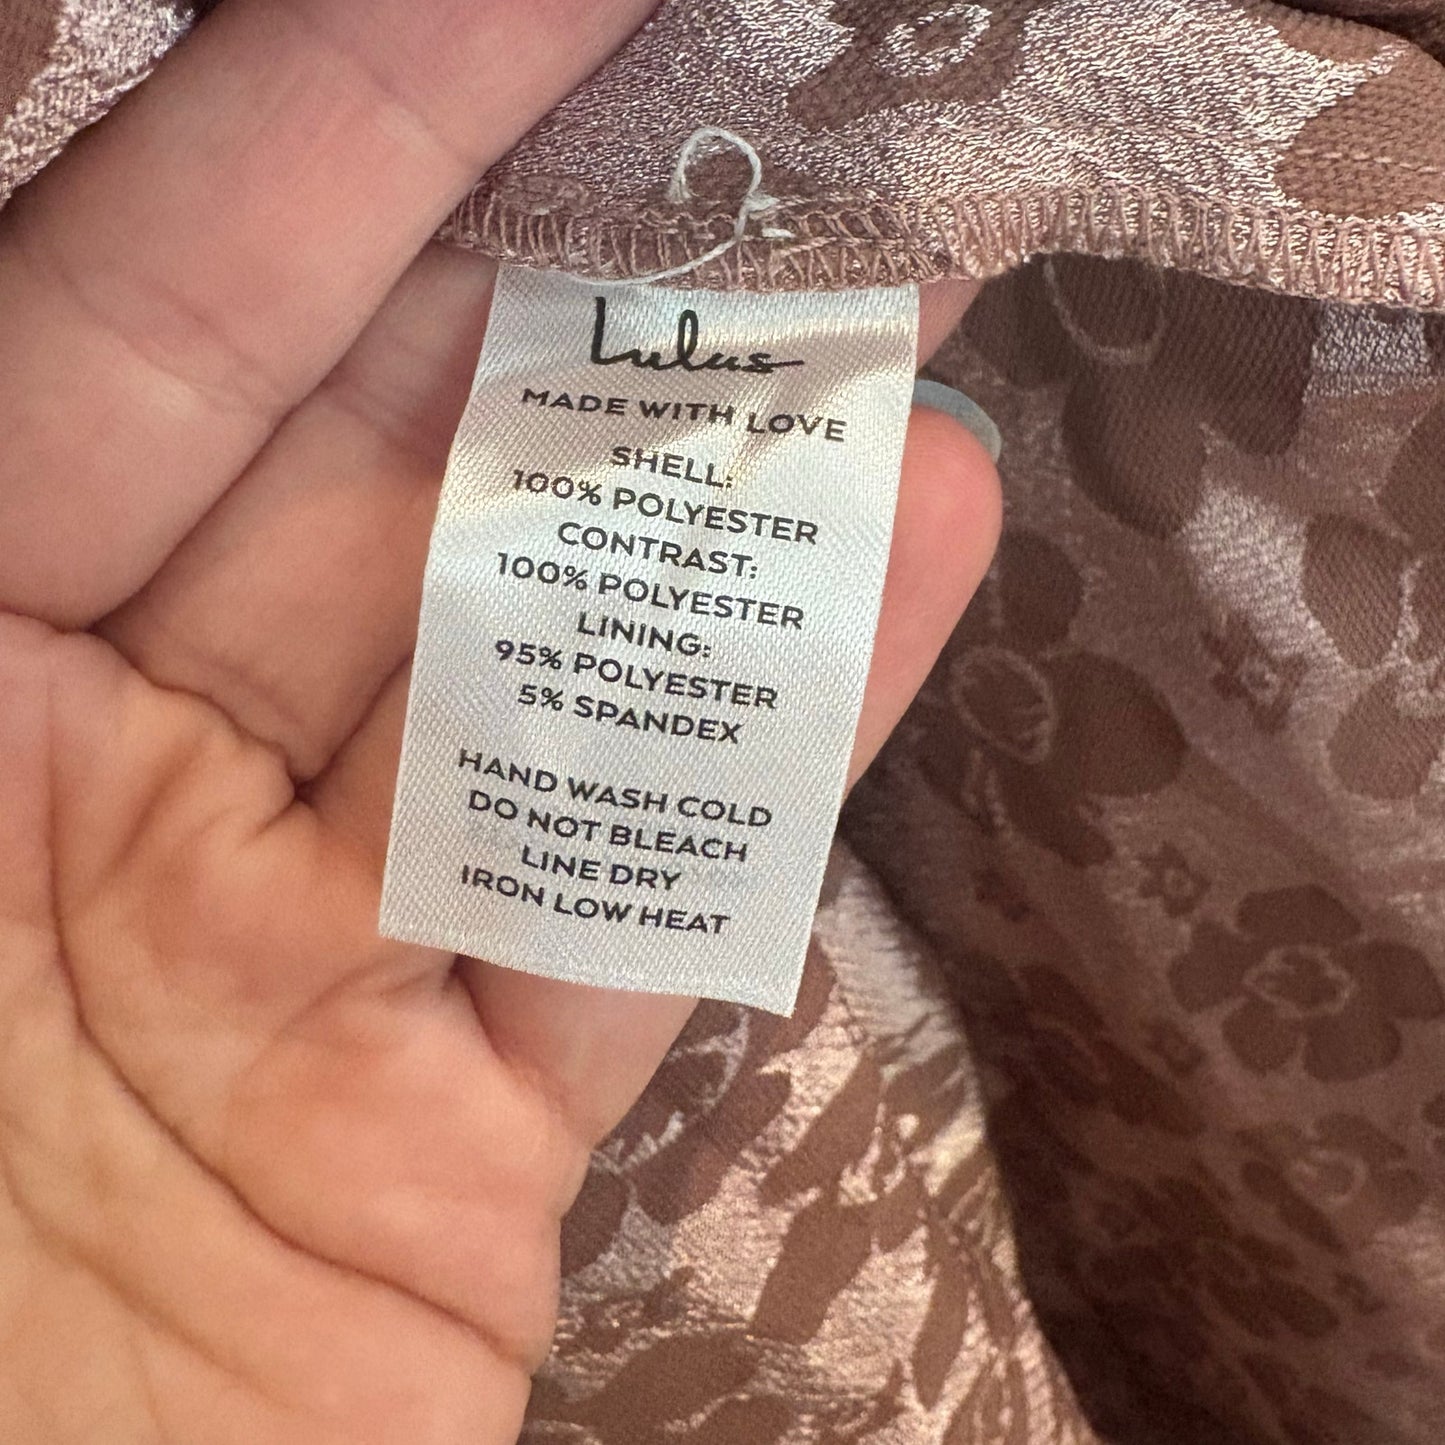 Lulus
MADE WITH LOVE
SHELL:
100% POLYESTER
CONTRAST:
100% POLYESTER
LINING:
95% POLYESTER
5% SPANDEX
HAND WASH COLD
DO NOT BLEACH
LINE DRY
IRON LOW HEAT